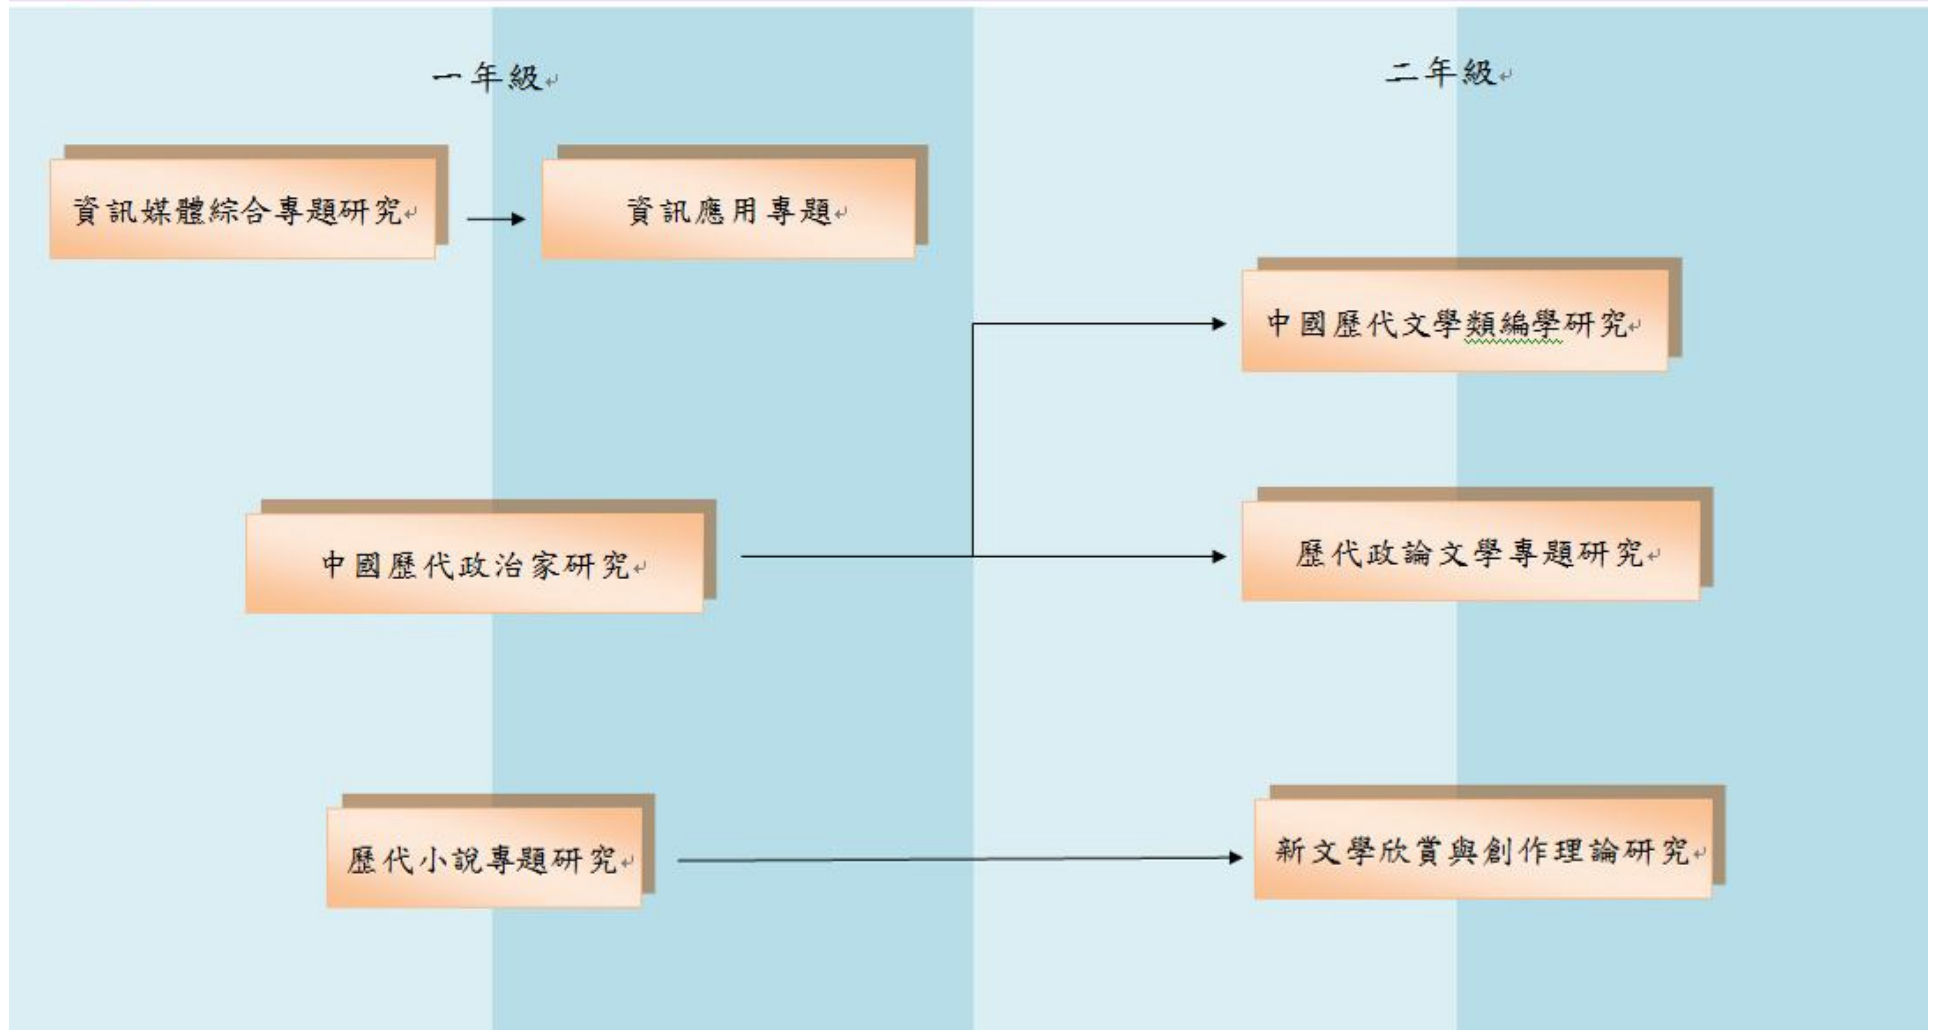 一年級
二年級
資訊媒體綜合專題研究
資訊應用專題
中國歷代文學類編學研究
中國歷代政治家研究
歷代政論文學專題研究
歷代小說專題研究
新文學欣賞與創作理論研究